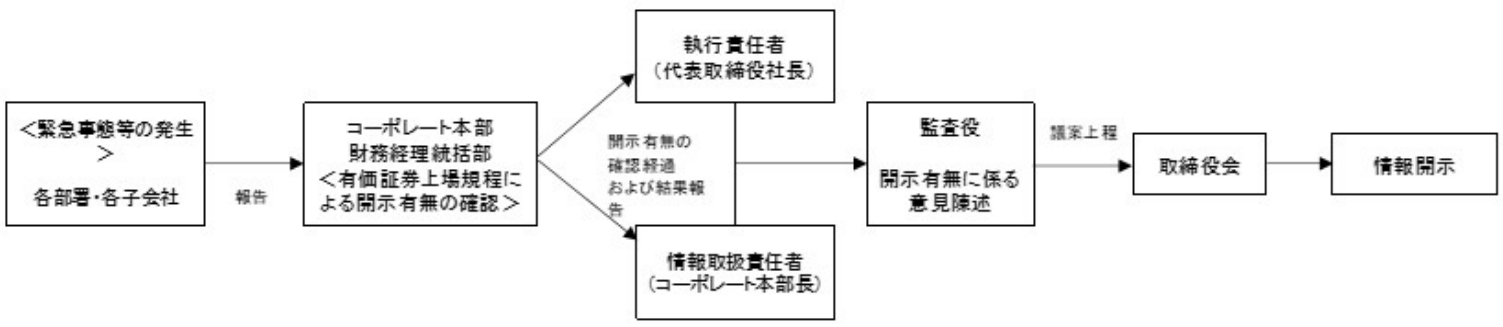 <緊急事態等の発生
>
各部署・各子会社
報告
コーポレート本部
財務経理統括部
<有価証券上場規程に
よる開示有無の確認>
執行責任者
(代表取締役社長)
開示有無の
確認経過
および結果報
告
情報取扱責任者
(コーポレート本部長)
監査役
開示有無に係る
意見陳述
議案上程
取締役会
情報開示